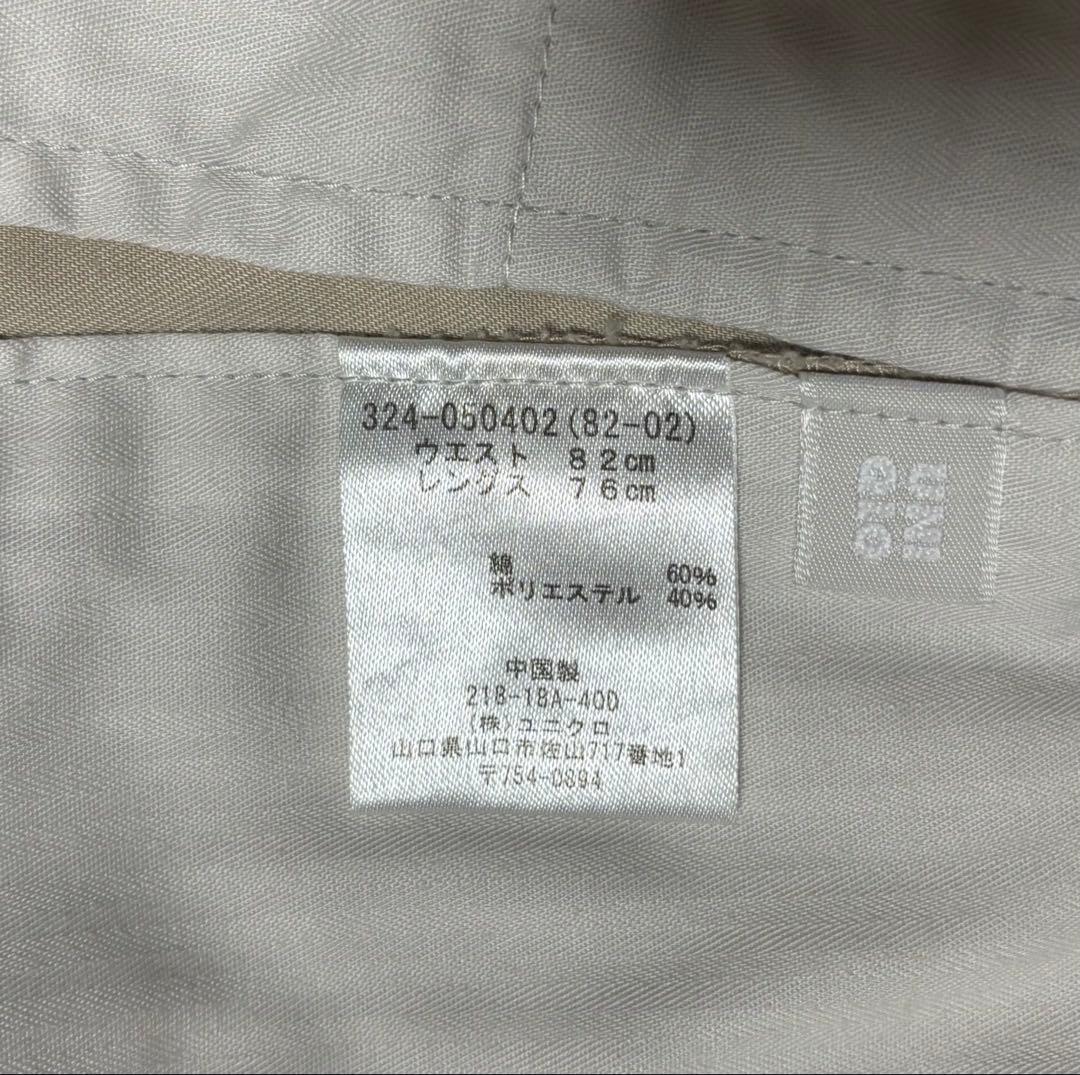 324-050402(82-02)
ウエスト 82cm
レングス 76cm
綿 60%
ポリエステル 40%
中国製
218-18A-40D
(株)ユニクロ
山口県山口市佐山717番地1
〒754-0894
UNI
QLO